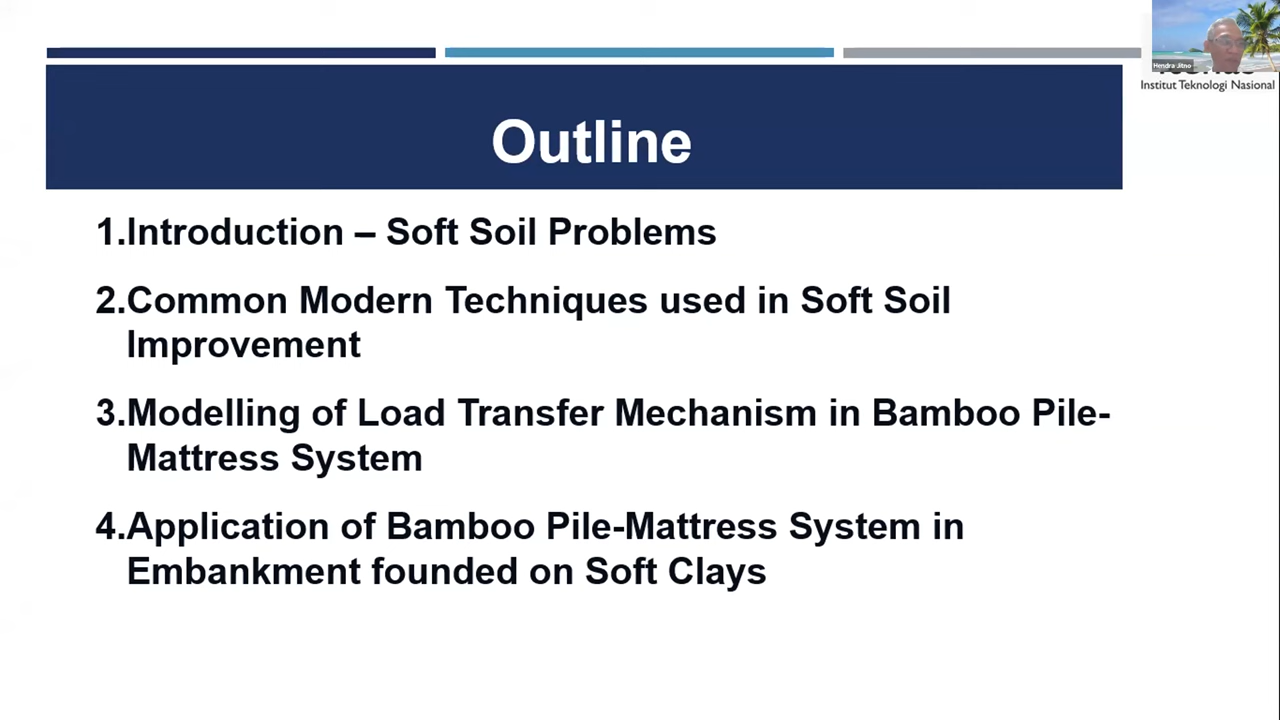 Hendra Jitno
Institut Teknologi Nasional
Outline
1.Introduction – Soft Soil Problems
2.Common Modern Techniques used in Soft Soil
Improvement
3.Modelling of Load Transfer Mechanism in Bamboo Pile-
Mattress System
4.Application of Bamboo Pile-Mattress System in
Embankment founded on Soft Clays